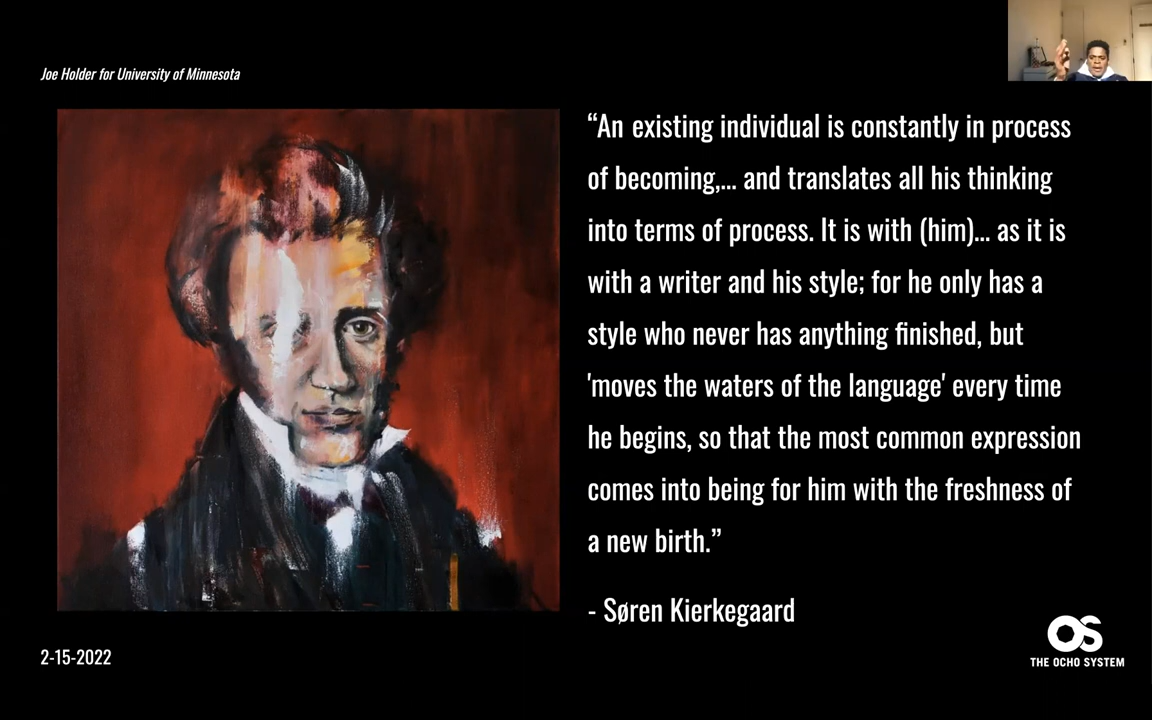 Joe Holder for University of Minnesota
“An existing individual is constantly in process
of becoming,... and translates all his thinking
into terms of process. It is with (him)... as it is
with a writer and his style; for he only has a
style who never has anything finished, but
'moves the waters of the language' every time
he begins, so that the most common expression
comes into being for him with the freshness of
a new birth.”
- Søren Kierkegaard
2-15-2022
OS
THE OCHO SYSTEM